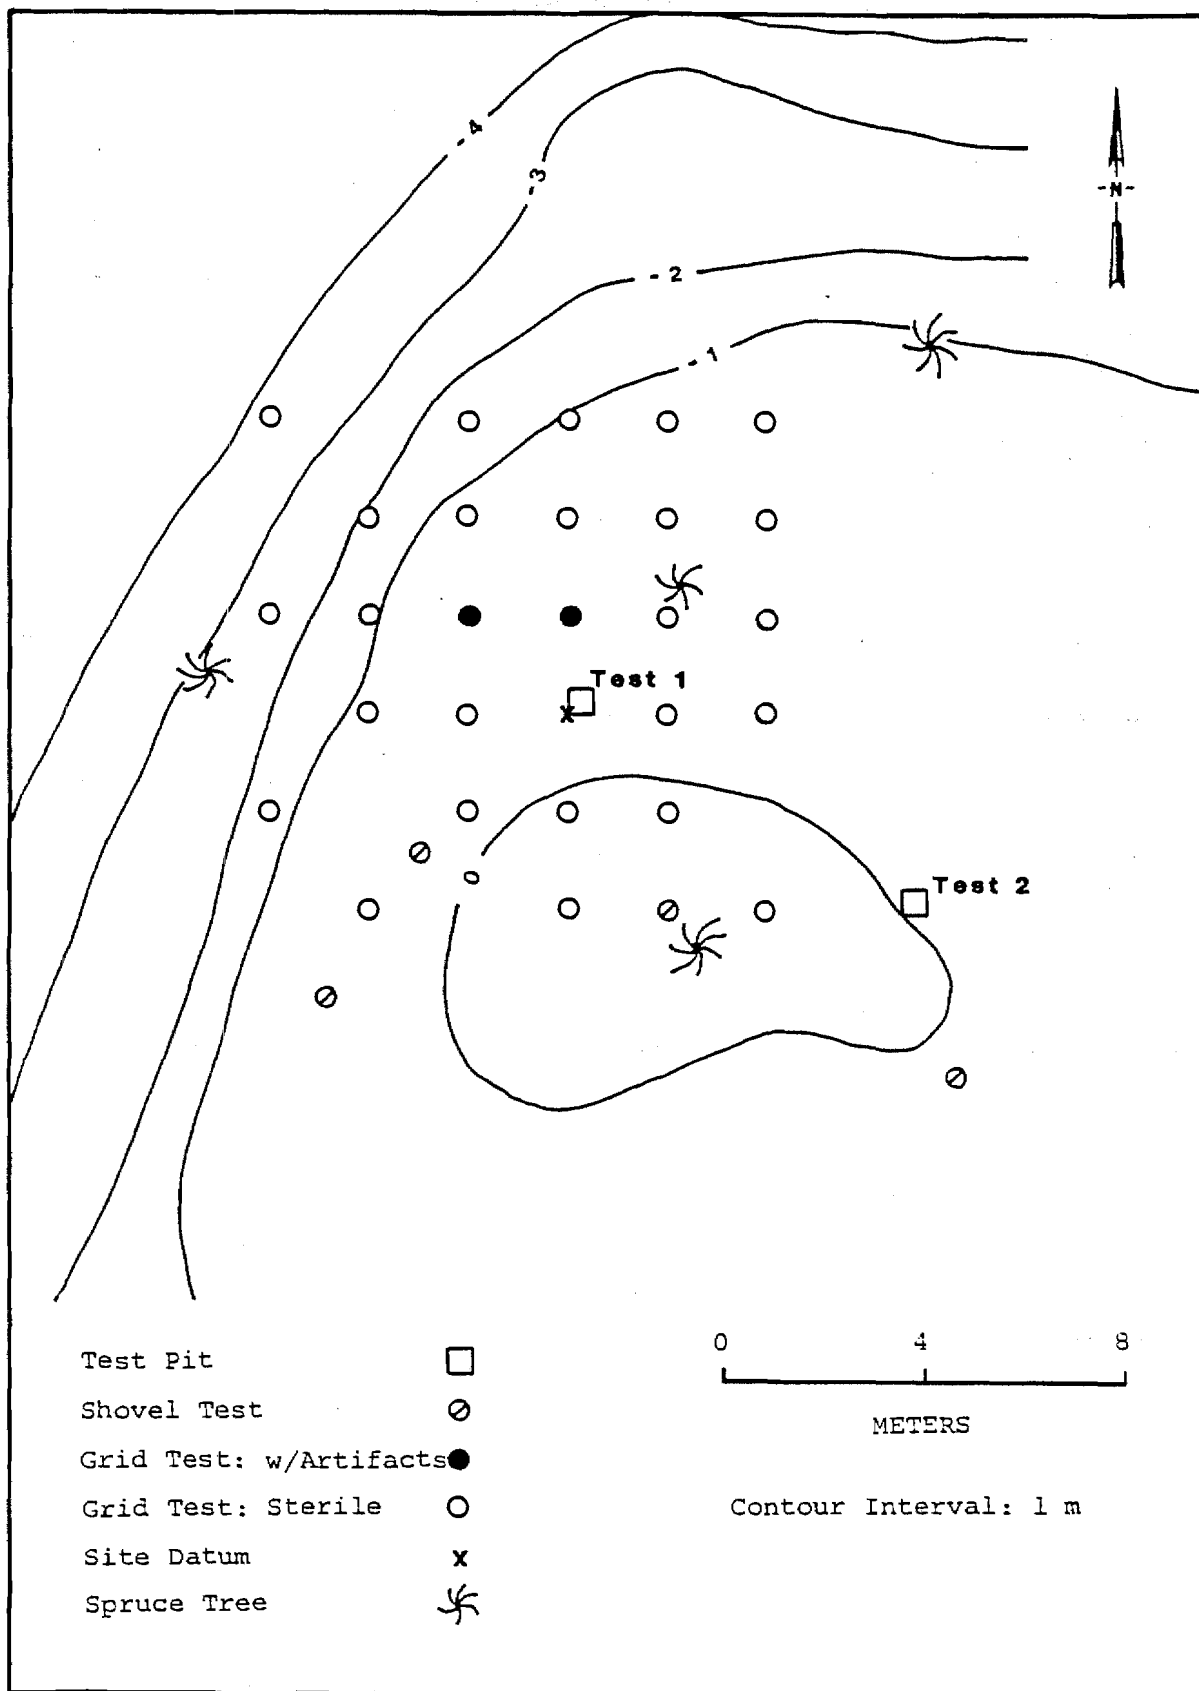 - 4
- 3
- N -
- 2
- 1
Test 1
0
Test 2
0 4 8
METERS
Test Pit
Shovel Test
Grid Test: w/Artifacts
Grid Test: Sterile
Site Datum
Spruce Tree
Contour Interval: 1 m